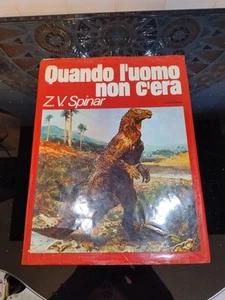 Quando l'uomo
non c'era
Z.V. Spinar